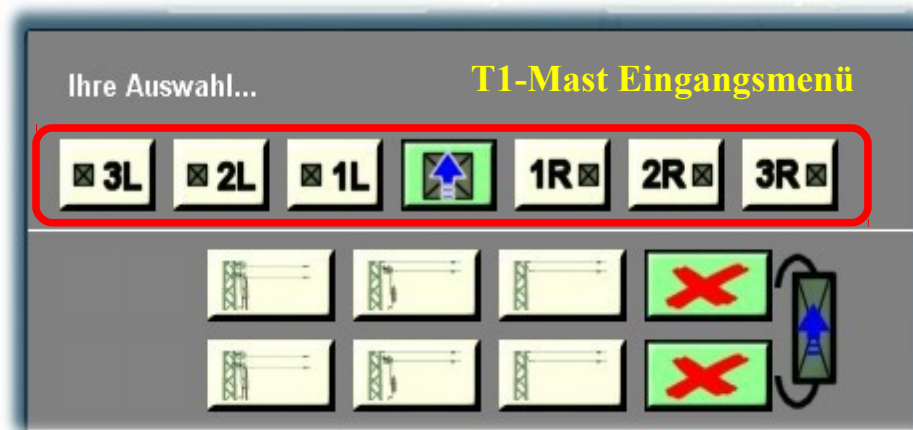 Ihre Auswahl...
T1-Mast Eingangsmenü
3L 2L 1L 1R 2R 3R